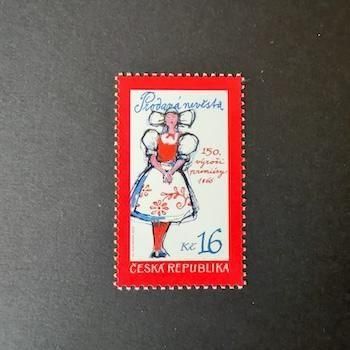 Prodaná nevěsta
150.
výročí
premiéry
1866
Kč 16
ČESKÁ REPUBLIKA